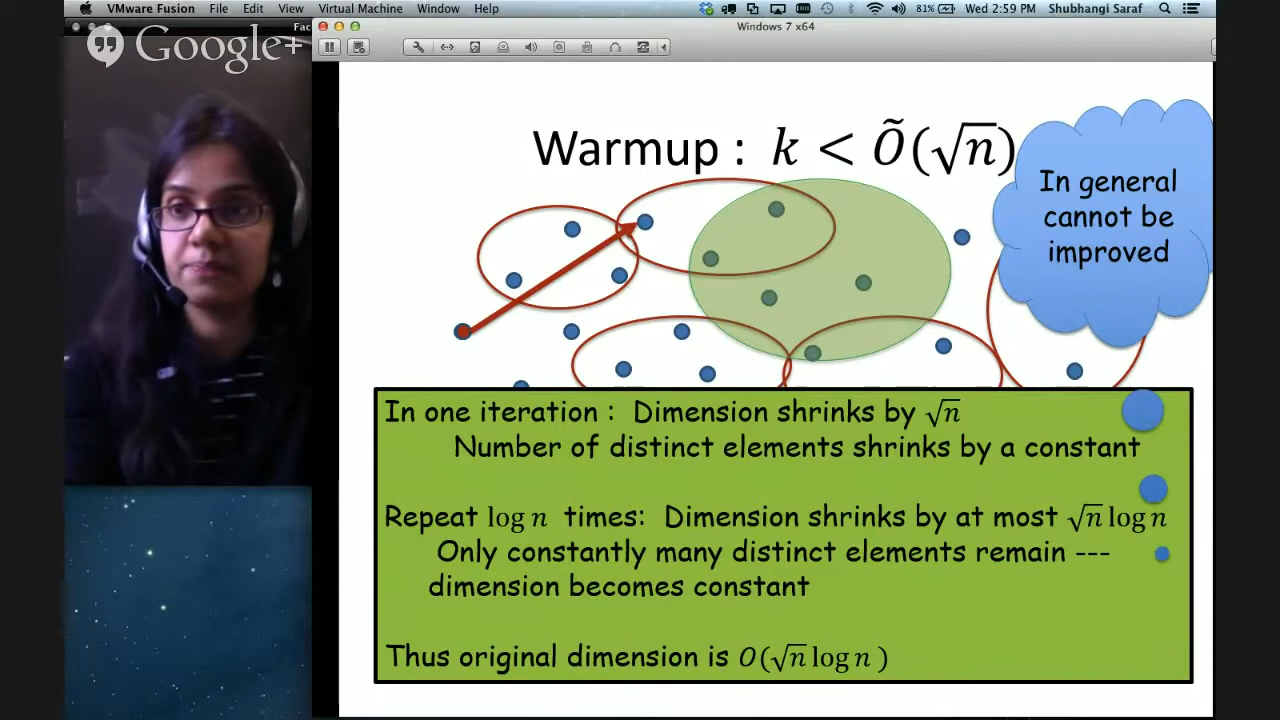 VMware Fusion File Edit View Virtual Machine Window Help 81% Wed 2:59 PM Shubhangi Saraf
Fac
Windows 7 x64
Google+
Warmup : k < Õ(√n)
In general
cannot be
improved
In one iteration : Dimension shrinks by √n
Number of distinct elements shrinks by a constant
Repeat log n times: Dimension shrinks by at most √n log n
Only constantly many distinct elements remain ---
dimension becomes constant
Thus original dimension is O(√n log n )